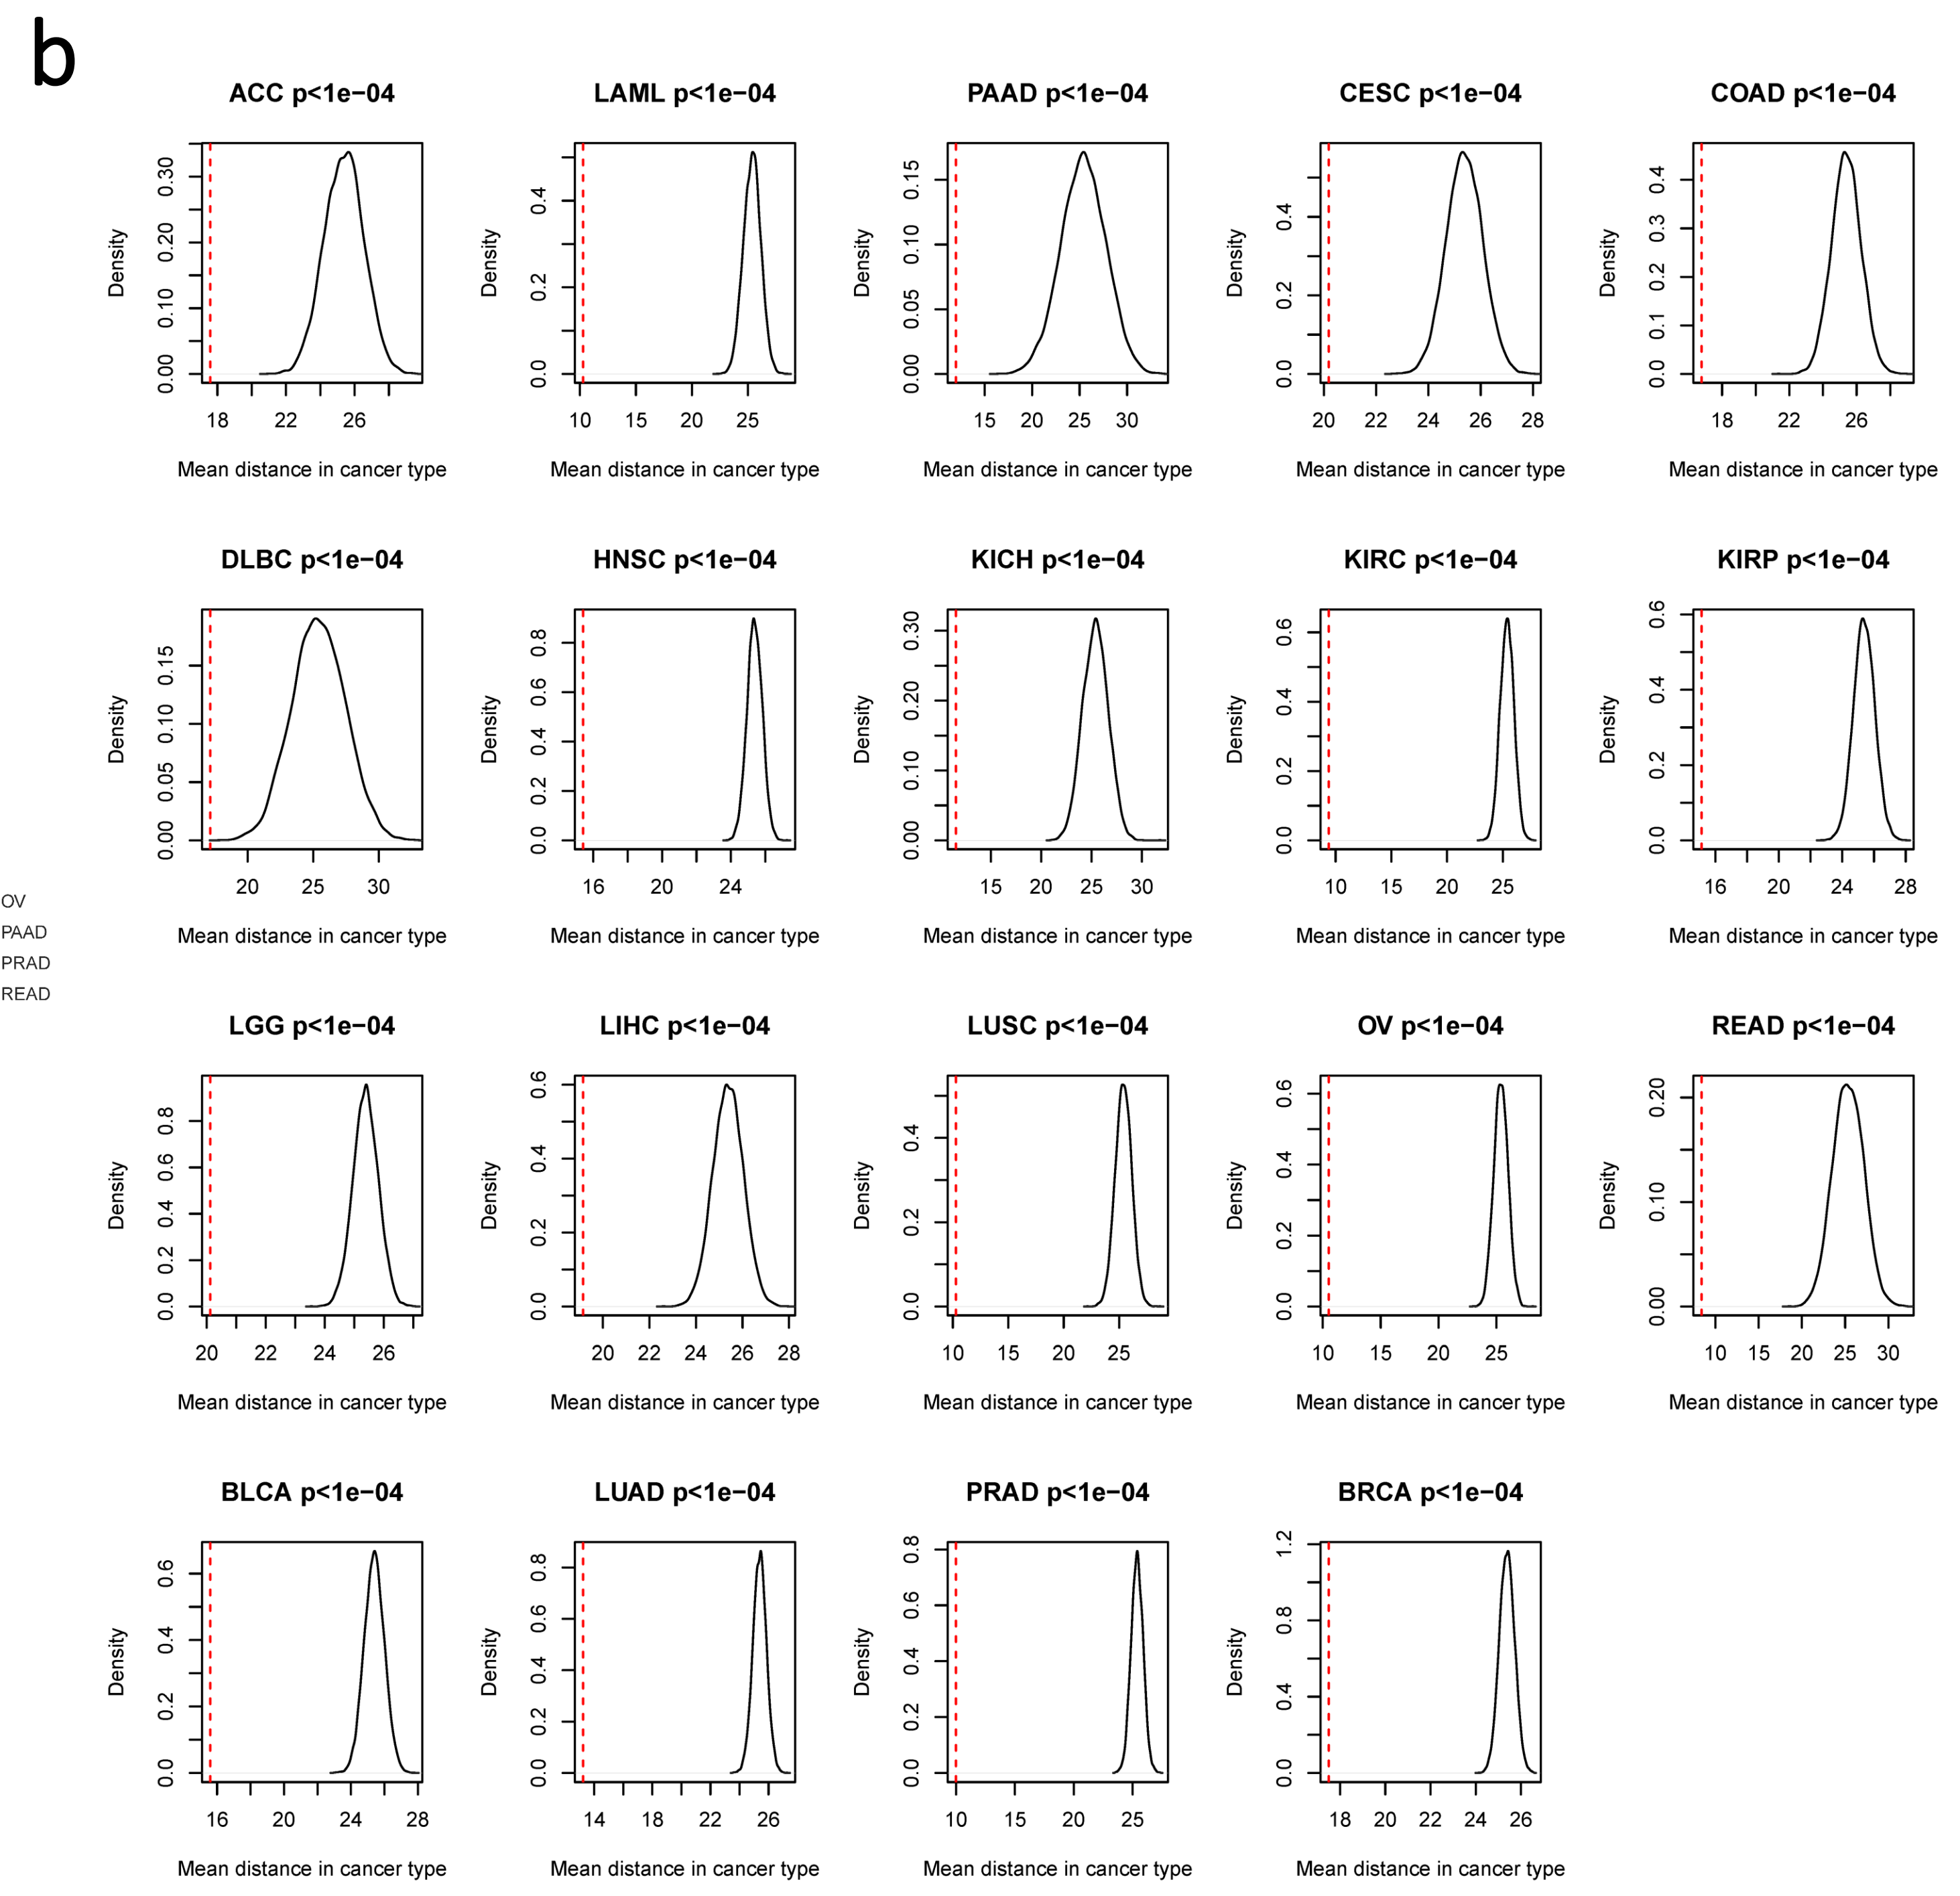 b
ACC p<1e−04
LAML p<1e−04
PAAD p<1e−04
CESC p<1e−04
COAD p<1e−04
Density
0.00 0.10 0.20 0.30
18 22 26
Mean distance in cancer type
Density
0.0 0.2 0.4
10 15 20 25
Mean distance in cancer type
Density
0.00 0.05 0.10 0.15
15 20 25 30
Mean distance in cancer type
Density
0.0 0.2 0.4
20 22 24 26 28
Mean distance in cancer type
Density
0.0 0.1 0.2 0.3 0.4
18 22 26
Mean distance in cancer type
DLBC p<1e−04
HNSC p<1e−04
KICH p<1e−04
KIRC p<1e−04
KIRP p<1e−04
Density
0.00 0.05 0.10 0.15
20 25 30
Mean distance in cancer type
Density
0.0 0.2 0.4 0.6 0.8
16 20 24
Mean distance in cancer type
Density
0.00 0.10 0.20 0.30
15 20 25 30
Mean distance in cancer type
Density
0.0 0.2 0.4 0.6
10 15 20 25
Mean distance in cancer type
Density
0.0 0.2 0.4 0.6
16 20 24 28
Mean distance in cancer type
OV
PAAD
PRAD
READ
LGG p<1e−04
LIHC p<1e−04
LUSC p<1e−04
OV p<1e−04
READ p<1e−04
Density
0.0 0.2 0.4 0.6 0.8
20 22 24 26
Mean distance in cancer type
Density
0.0 0.2 0.4 0.6
20 22 24 26 28
Mean distance in cancer type
Density
0.0 0.2 0.4
10 15 20 25
Mean distance in cancer type
Density
0.0 0.2 0.4 0.6
10 15 20 25
Mean distance in cancer type
Density
0.00 0.10 0.20
10 15 20 25 30
Mean distance in cancer type
BLCA p<1e−04
LUAD p<1e−04
PRAD p<1e−04
BRCA p<1e−04
Density
0.0 0.2 0.4 0.6
16 20 24 28
Mean distance in cancer type
Density
0.0 0.2 0.4 0.6 0.8
14 18 22 26
Mean distance in cancer type
Density
0.0 0.2 0.4 0.6 0.8
10 15 20 25
Mean distance in cancer type
Density
0.0 0.4 0.8 1.2
18 20 22 24 26
Mean distance in cancer type